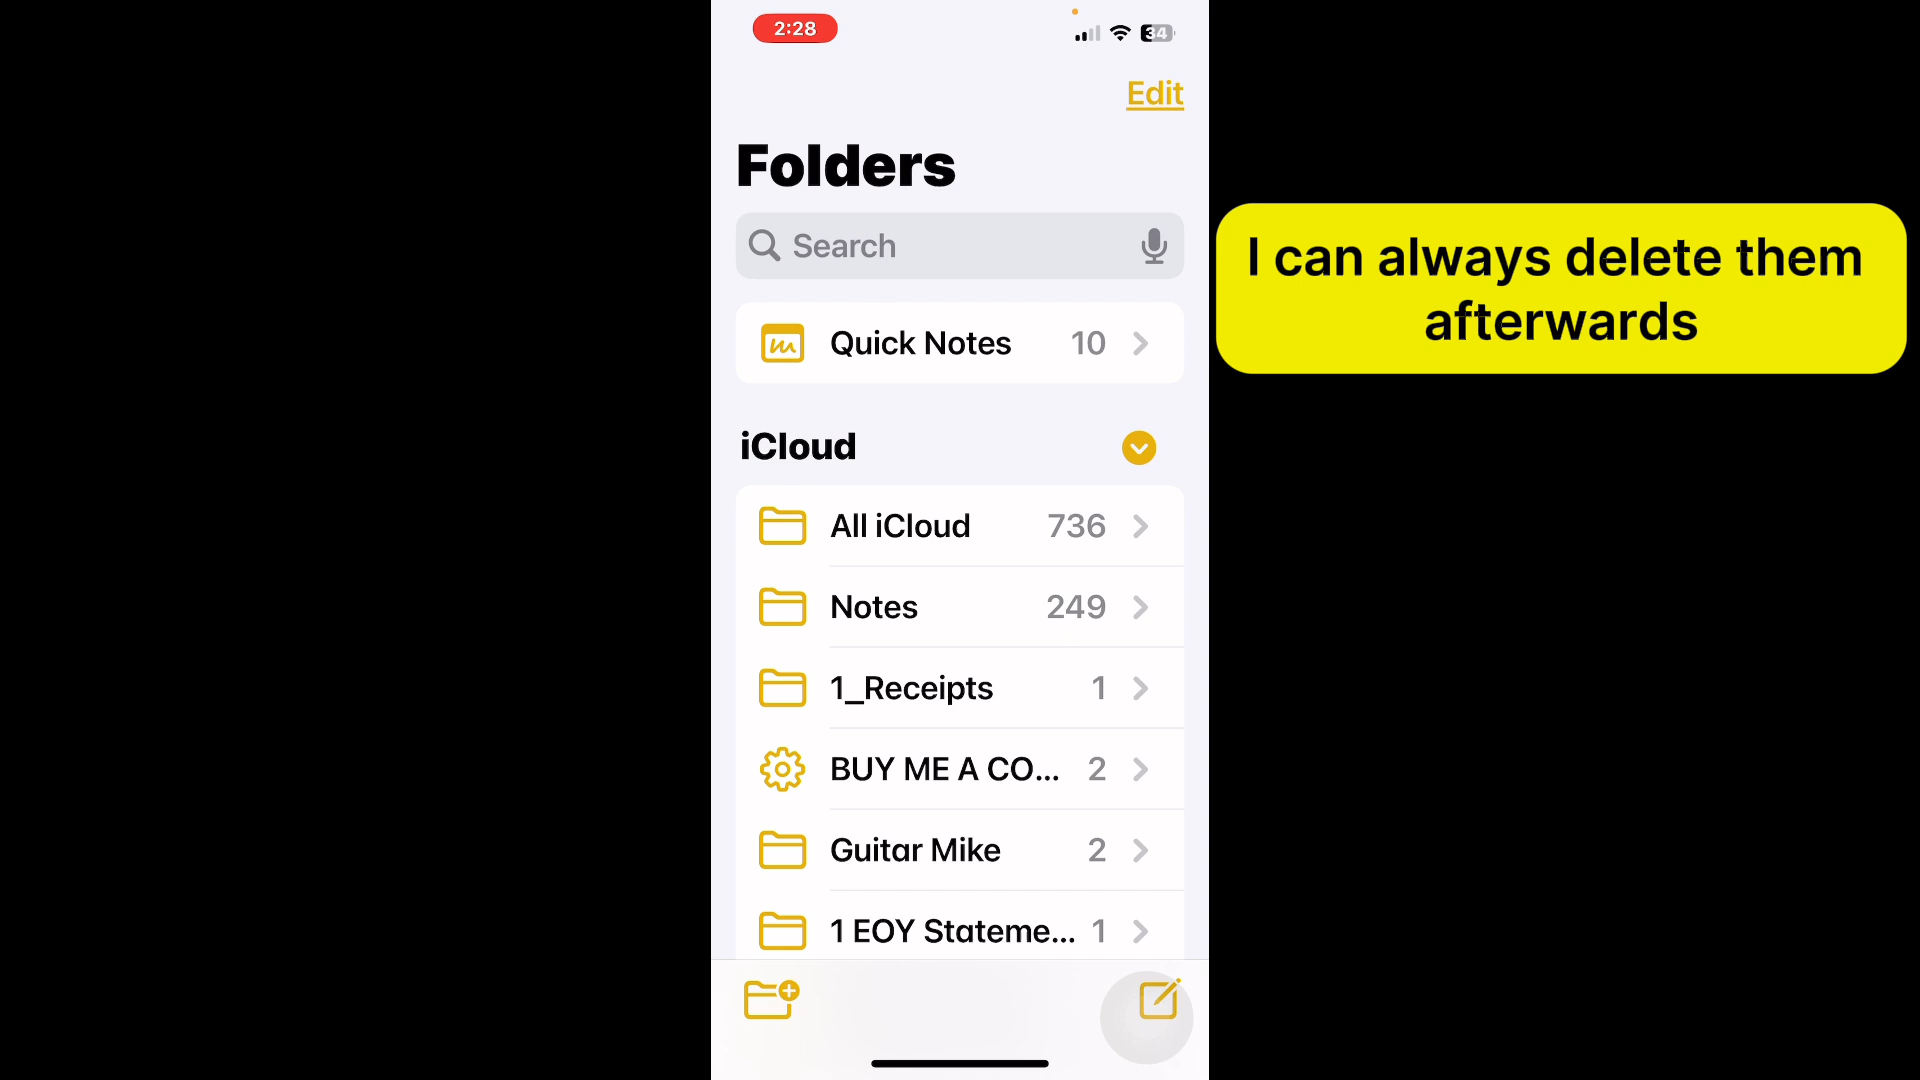 2:28
34
Edit
Folders
Search
Quick Notes 10
iCloud
All iCloud 736
Notes 249
1_Receipts 1
BUY ME A CO... 2
Guitar Mike 2
1 EOY Stateme... 1
I can always delete them
afterwards